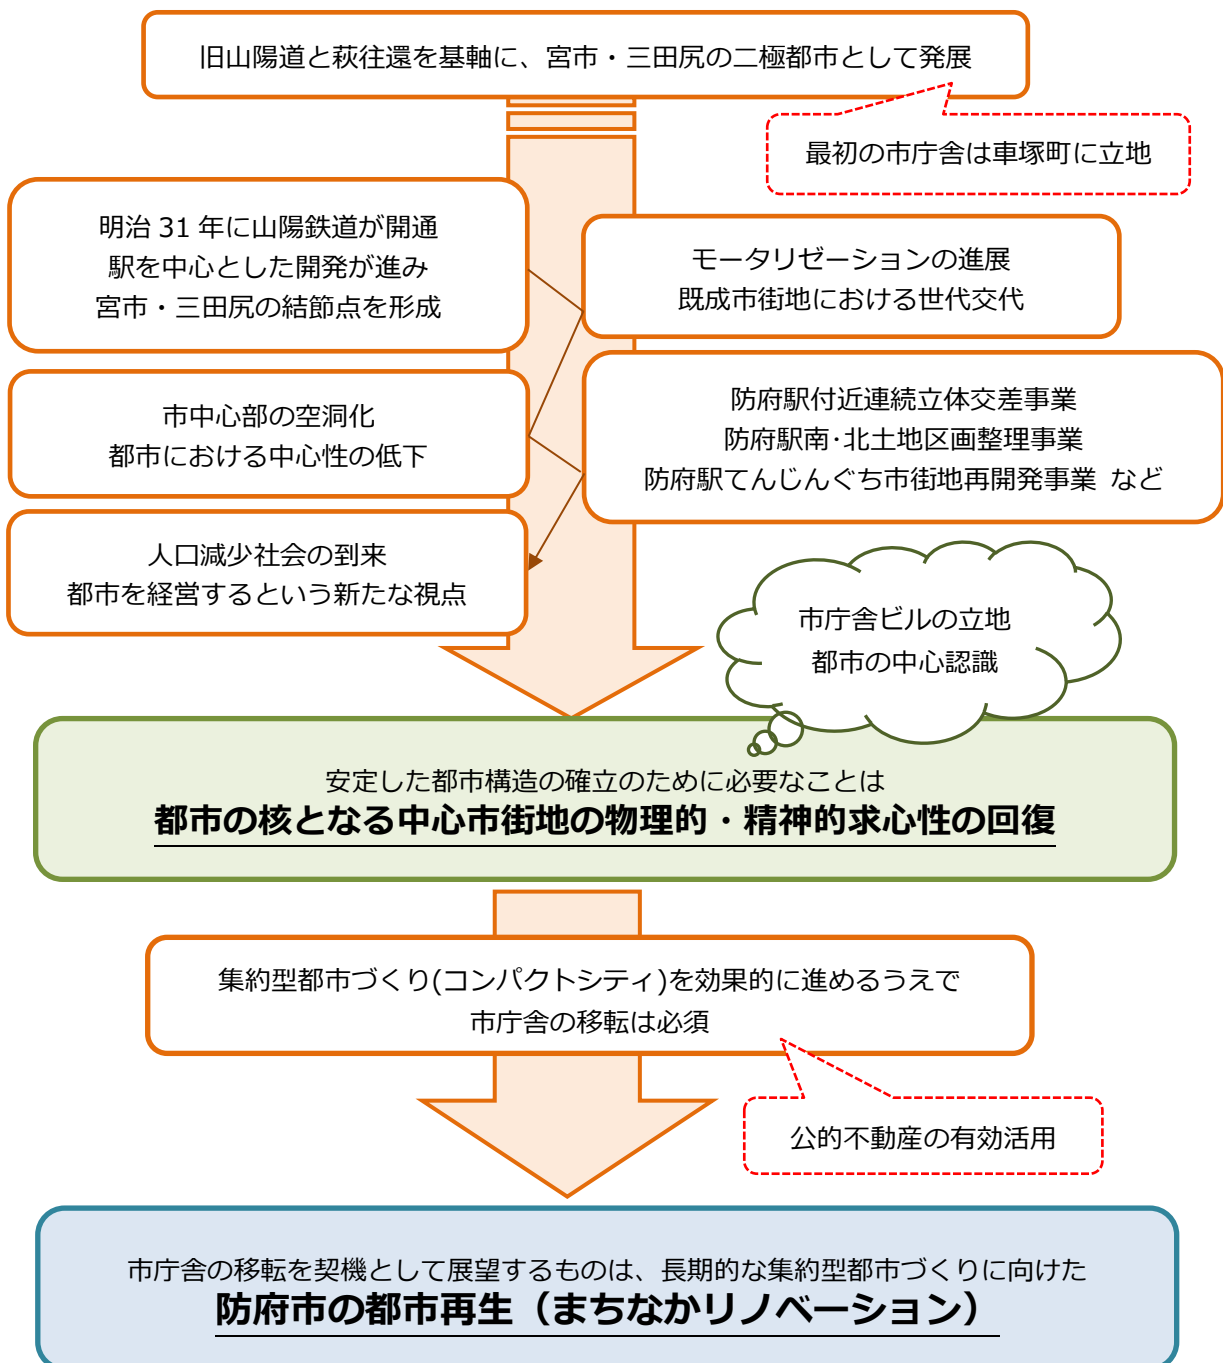 旧山陽道と萩往還を基軸に、宮市・三田尻の二極都市として発展
最初の市庁舎は車塚町に立地
明治 31 年に山陽鉄道が開通
駅を中心とした開発が進み
宮市・三田尻の結節点を形成
モータリゼーションの進展
既成市街地における世代交代
市中心部の空洞化
都市における中心性の低下
防府駅付近連続立体交差事業
防府駅南･北土地区画整理事業
防府駅てんじんぐち市街地再開発事業 など
人口減少社会の到来
都市を経営するという新たな視点
市庁舎ビルの立地
都市の中心認識
安定した都市構造の確立のために必要なことは
都市の核となる中心市街地の物理的・精神的求心性の回復
集約型都市づくり(コンパクトシティ)を効果的に進めるうえで
市庁舎の移転は必須
公的不動産の有効活用
市庁舎の移転を契機として展望するものは、長期的な集約型都市づくりに向けた
防府市の都市再生（まちなかリノベーション）